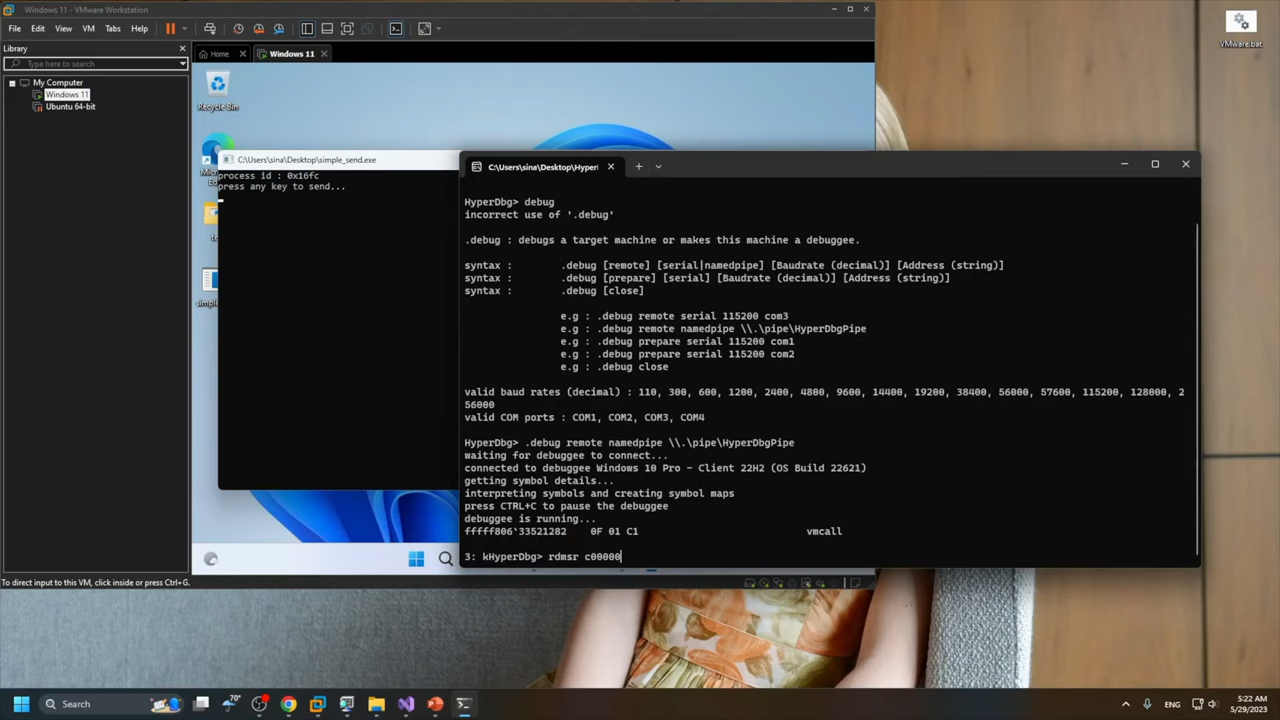 Windows 11 - VMware Workstation
File Edit View VM Tabs Help
Library
Type here to search
My Computer
Windows 11
Ubuntu 64-bit
Home
Windows 11
Recycle Bin
VMware.bat
C:\Users\sina\Desktop\simple_send.exe
process id : 0x16fc
press any key to send...
C:\Users\sina\Desktop\Hyper
HyperDbg> debug
incorrect use of '.debug'
.debug : debugs a target machine or makes this machine a debuggee.
syntax : .debug [remote] [serial|namedpipe] [Baudrate (decimal)] [Address (string)]
syntax : .debug [prepare] [serial] [Baudrate (decimal)] [Address (string)]
syntax : .debug [close]
e.g : .debug remote serial 115200 com3
e.g : .debug remote namedpipe \\.\pipe\HyperDbgPipe
e.g : .debug prepare serial 115200 com1
e.g : .debug prepare serial 115200 com2
e.g : .debug close
valid baud rates (decimal) : 110, 300, 600, 1200, 2400, 4800, 9600, 14400, 19200, 38400, 56000, 57600, 115200, 128000, 2
56000
valid COM ports : COM1, COM2, COM3, COM4
HyperDbg> .debug remote namedpipe \\.\pipe\HyperDbgPipe
waiting for debuggee to connect...
connected to debuggee Windows 10 Pro - Client 22H2 (OS Build 22621)
getting symbol details...
interpreting symbols and creating symbol maps
press CTRL+C to pause the debuggee
debuggee is running...
fffff806`33521282 0F 01 C1 vmcall
3: kHyperDbg> rdmsr c00000
To direct input to this VM, click inside or press Ctrl+G.
Search
70°
ENG
5:22 AM
5/29/2023